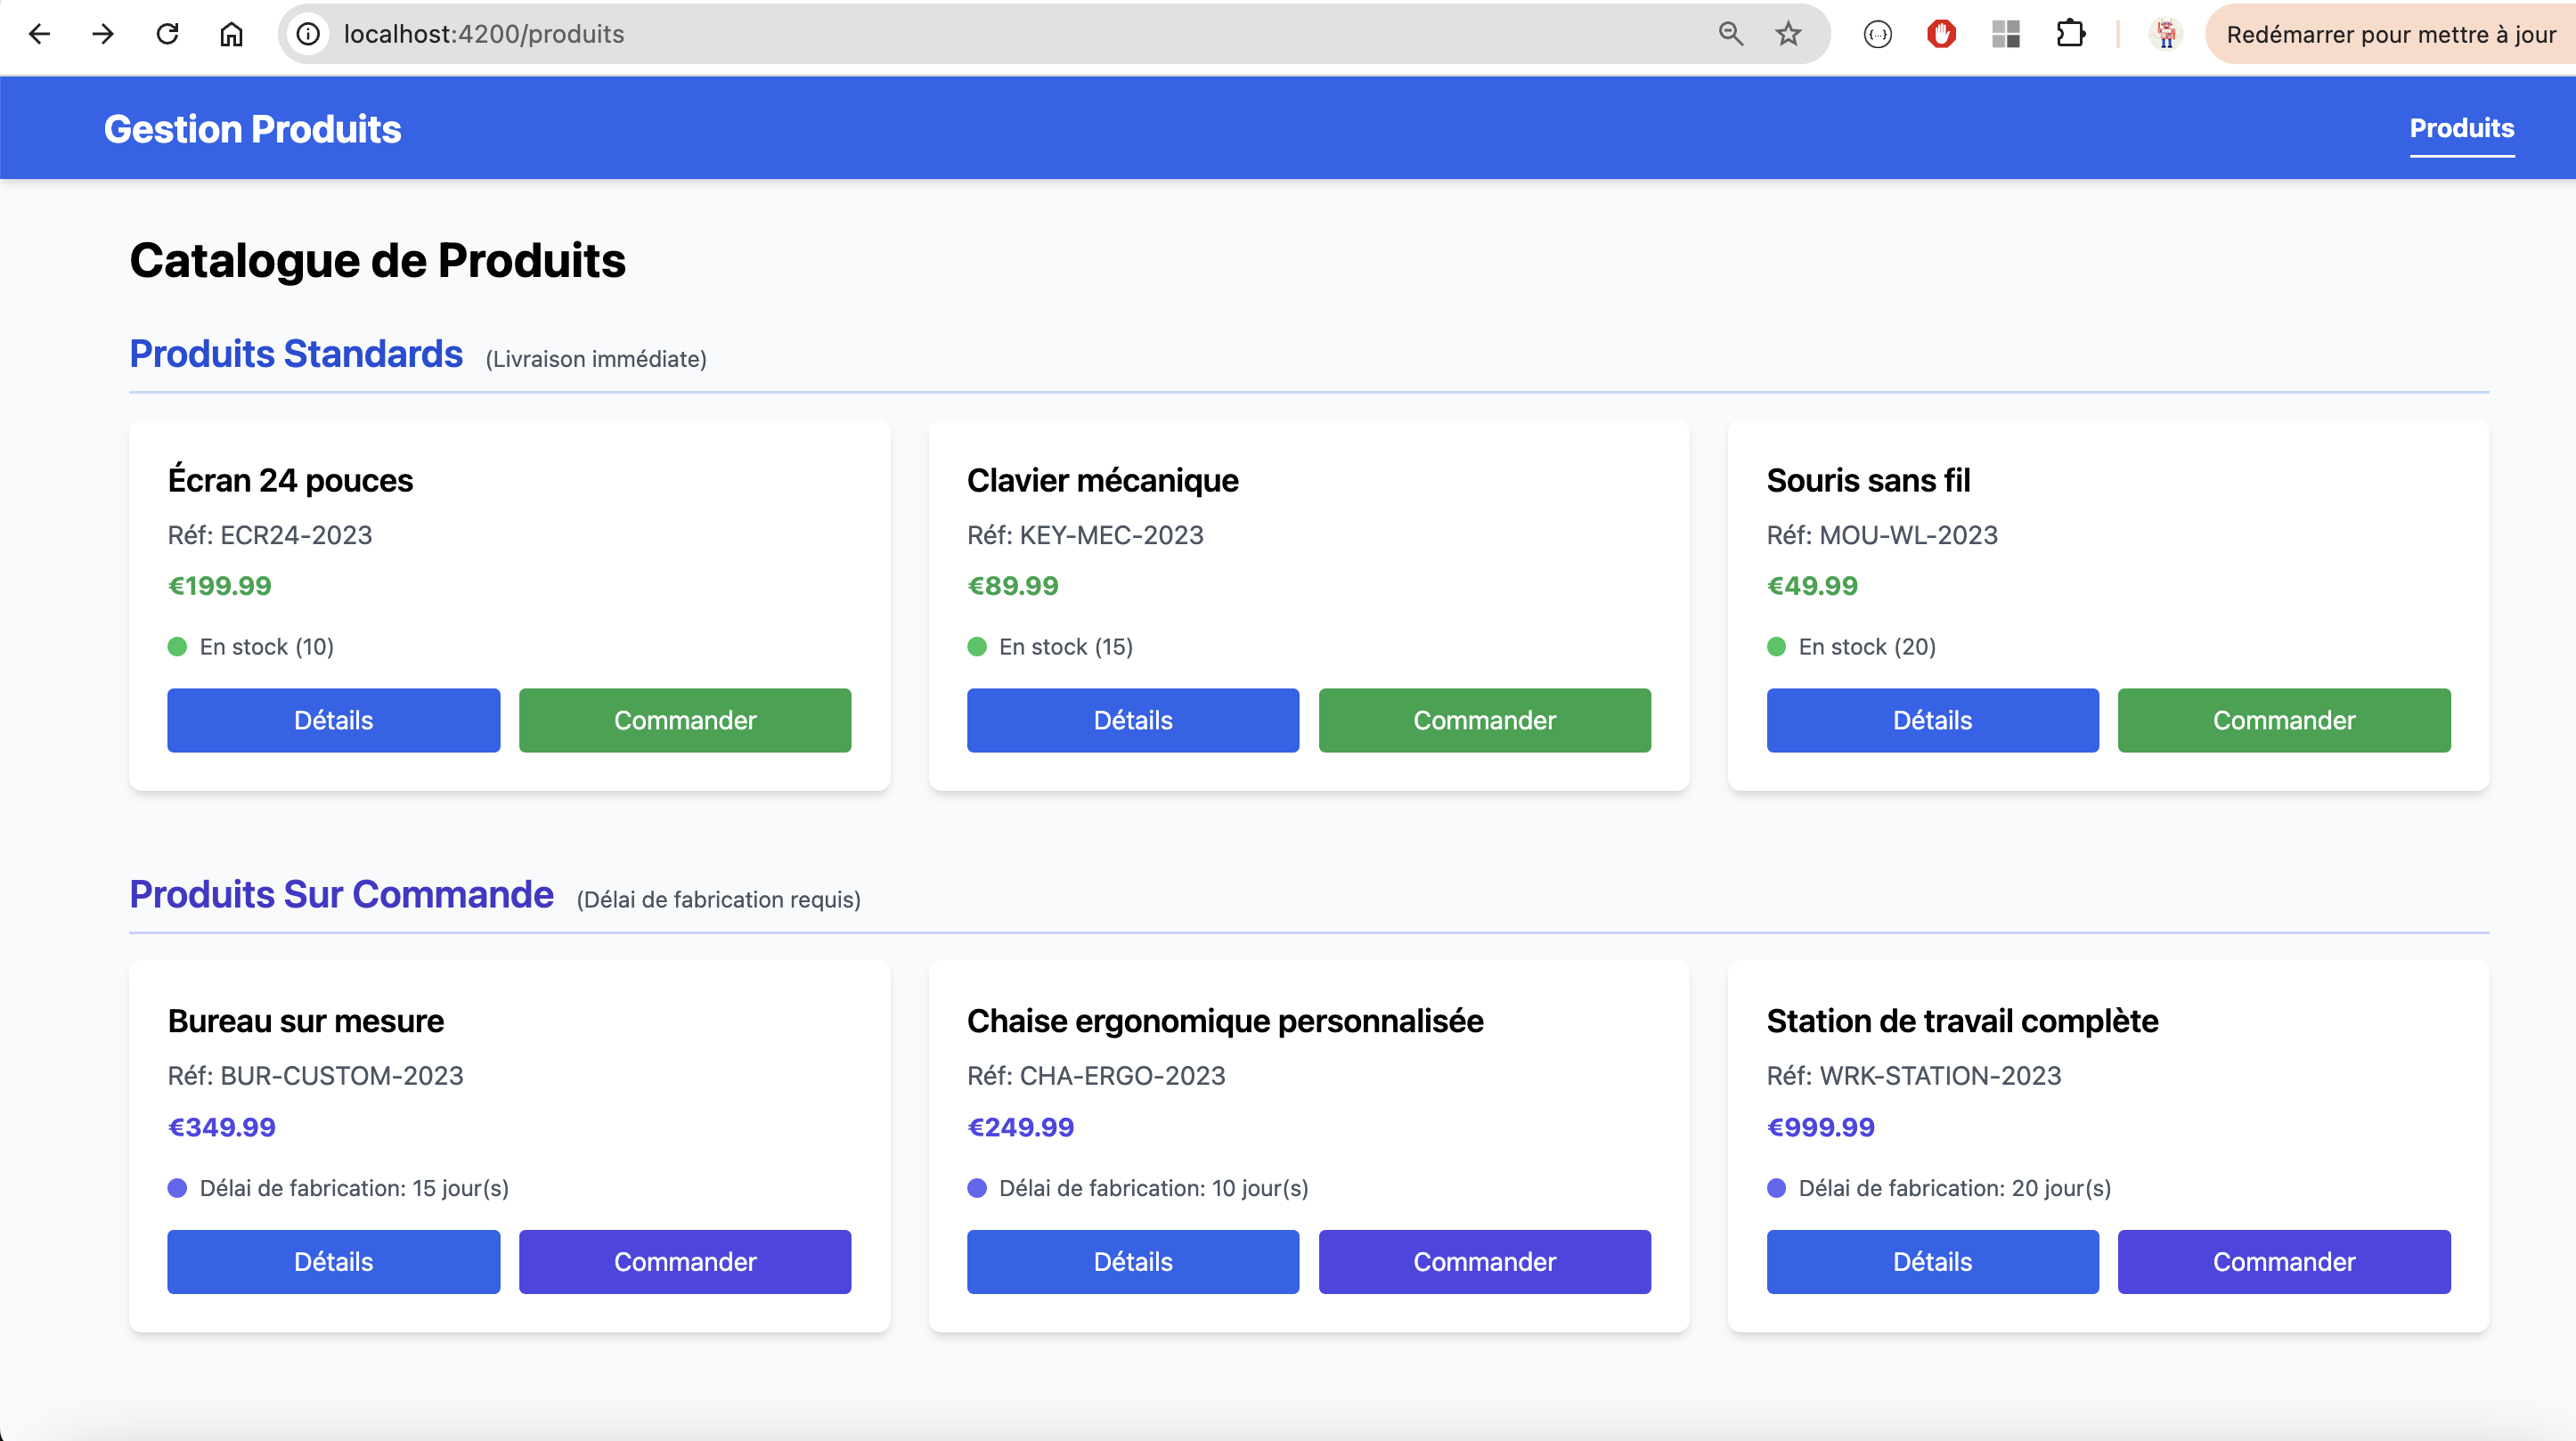 localhost:4200/produits
Redémarrer pour mettre à jour
Gestion Produits
Produits
Catalogue de Produits
Produits Standards (Livraison immédiate)
Écran 24 pouces
Réf: ECR24-2023
€199.99
En stock (10)
Détails Commander
Clavier mécanique
Réf: KEY-MEC-2023
€89.99
En stock (15)
Détails Commander
Souris sans fil
Réf: MOU-WL-2023
€49.99
En stock (20)
Détails Commander
Produits Sur Commande (Délai de fabrication requis)
Bureau sur mesure
Réf: BUR-CUSTOM-2023
€349.99
Délai de fabrication: 15 jour(s)
Détails Commander
Chaise ergonomique personnalisée
Réf: CHA-ERGO-2023
€249.99
Délai de fabrication: 10 jour(s)
Détails Commander
Station de travail complète
Réf: WRK-STATION-2023
€999.99
Délai de fabrication: 20 jour(s)
Détails Commander